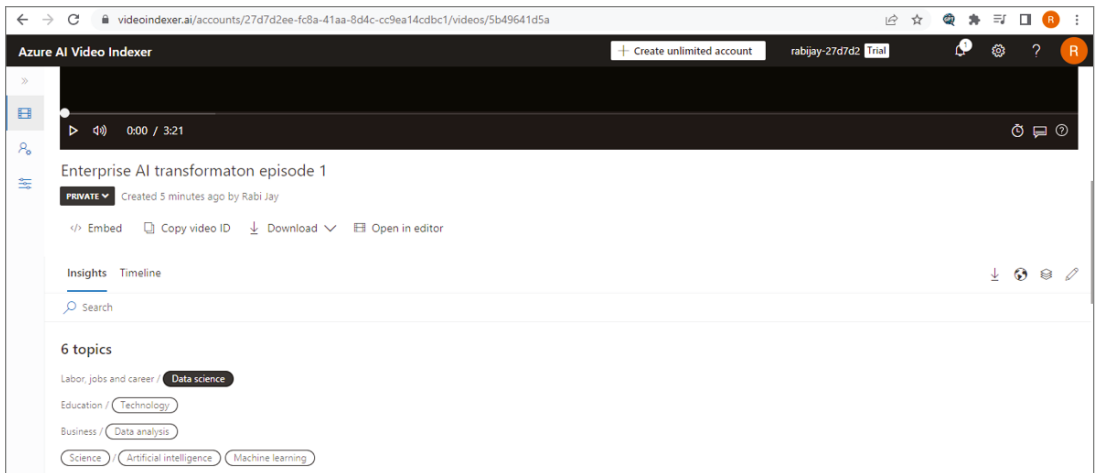 videoindexer.ai/accounts/27d7d2ee-fc8a-41aa-8d4c-cc9ea14cdbc1/videos/5b49641d5a
R
Azure AI Video Indexer
+ Create unlimited account
rabijay-27d7d2 Trial
1
?
R
0:00 / 3:21
Enterprise AI transformaton episode 1
PRIVATE Created 5 minutes ago by Rabi Jay
</> Embed Copy video ID Download Open in editor
Insights Timeline
Search
6 topics
Labor, jobs and career / Data science
Education / Technology
Business / Data analysis
Science / Artificial intelligence Machine learning